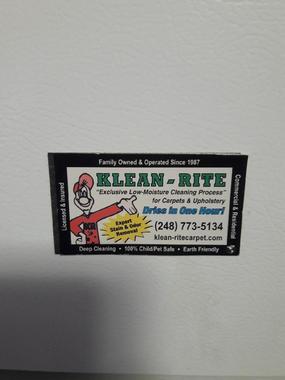 Family Owned & Operated Since 1987
KLEAN-RITE
"Exclusive Low-Moisture Cleaning Process"
for Carpets & Upholstery
Dries in One Hour!
Expert
Stain & Odor
Removal
(248) 773-5134
klean-ritecarpet.com
Deep Cleaning • 100% Child/Pet Safe • Earth Friendly
Licensed & Insured
Commercial & Residential